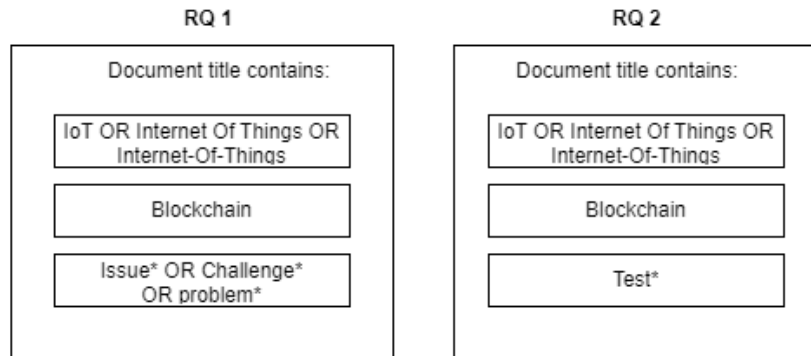 RQ 1
Document title contains:
IoT OR Internet Of Things OR
Internet-Of-Things
Blockchain
Issue* OR Challenge*
OR problem*
RQ 2
Document title contains:
IoT OR Internet Of Things OR
Internet-Of-Things
Blockchain
Test*